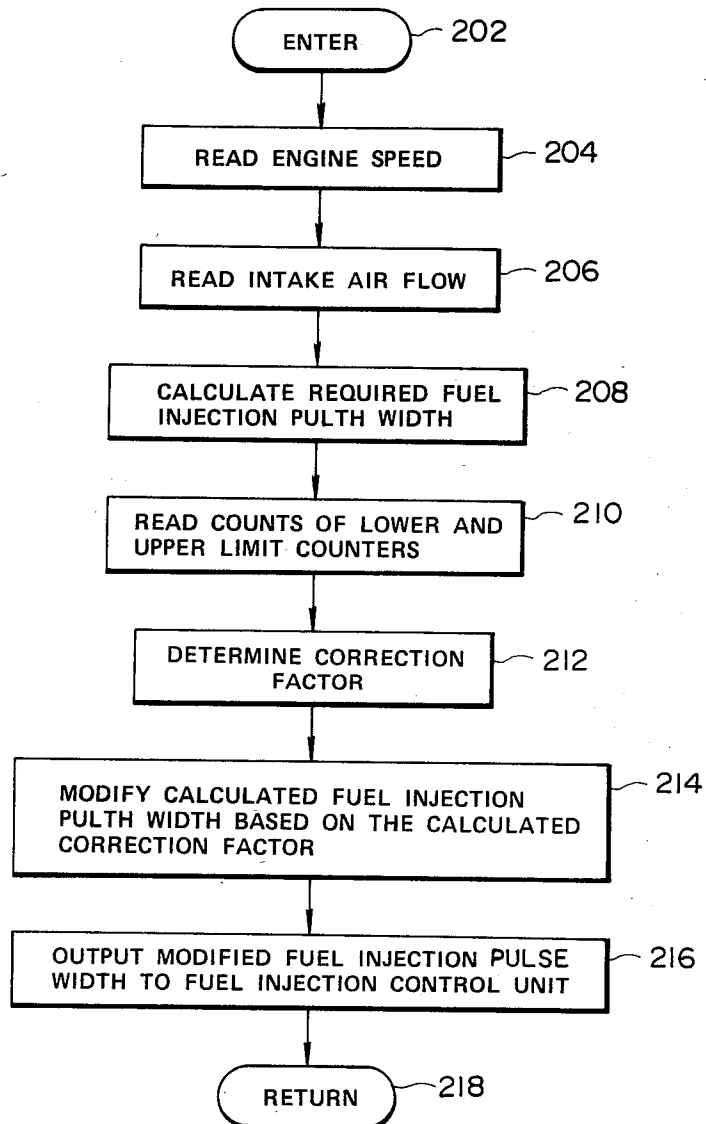 ENTER
202
READ ENGINE SPEED
204
READ INTAKE AIR FLOW
206
CALCULATE REQUIRED FUEL
INJECTION PULTH WIDTH
208
READ COUNTS OF LOWER AND
UPPER LIMIT COUNTERS
210
DETERMINE CORRECTION
FACTOR
212
MODIFY CALCULATED FUEL INJECTION
PULTH WIDTH BASED ON THE CALCULATED
CORRECTION FACTOR
214
OUTPUT MODIFIED FUEL INJECTION PULSE
WIDTH TO FUEL INJECTION CONTROL UNIT
216
RETURN
218